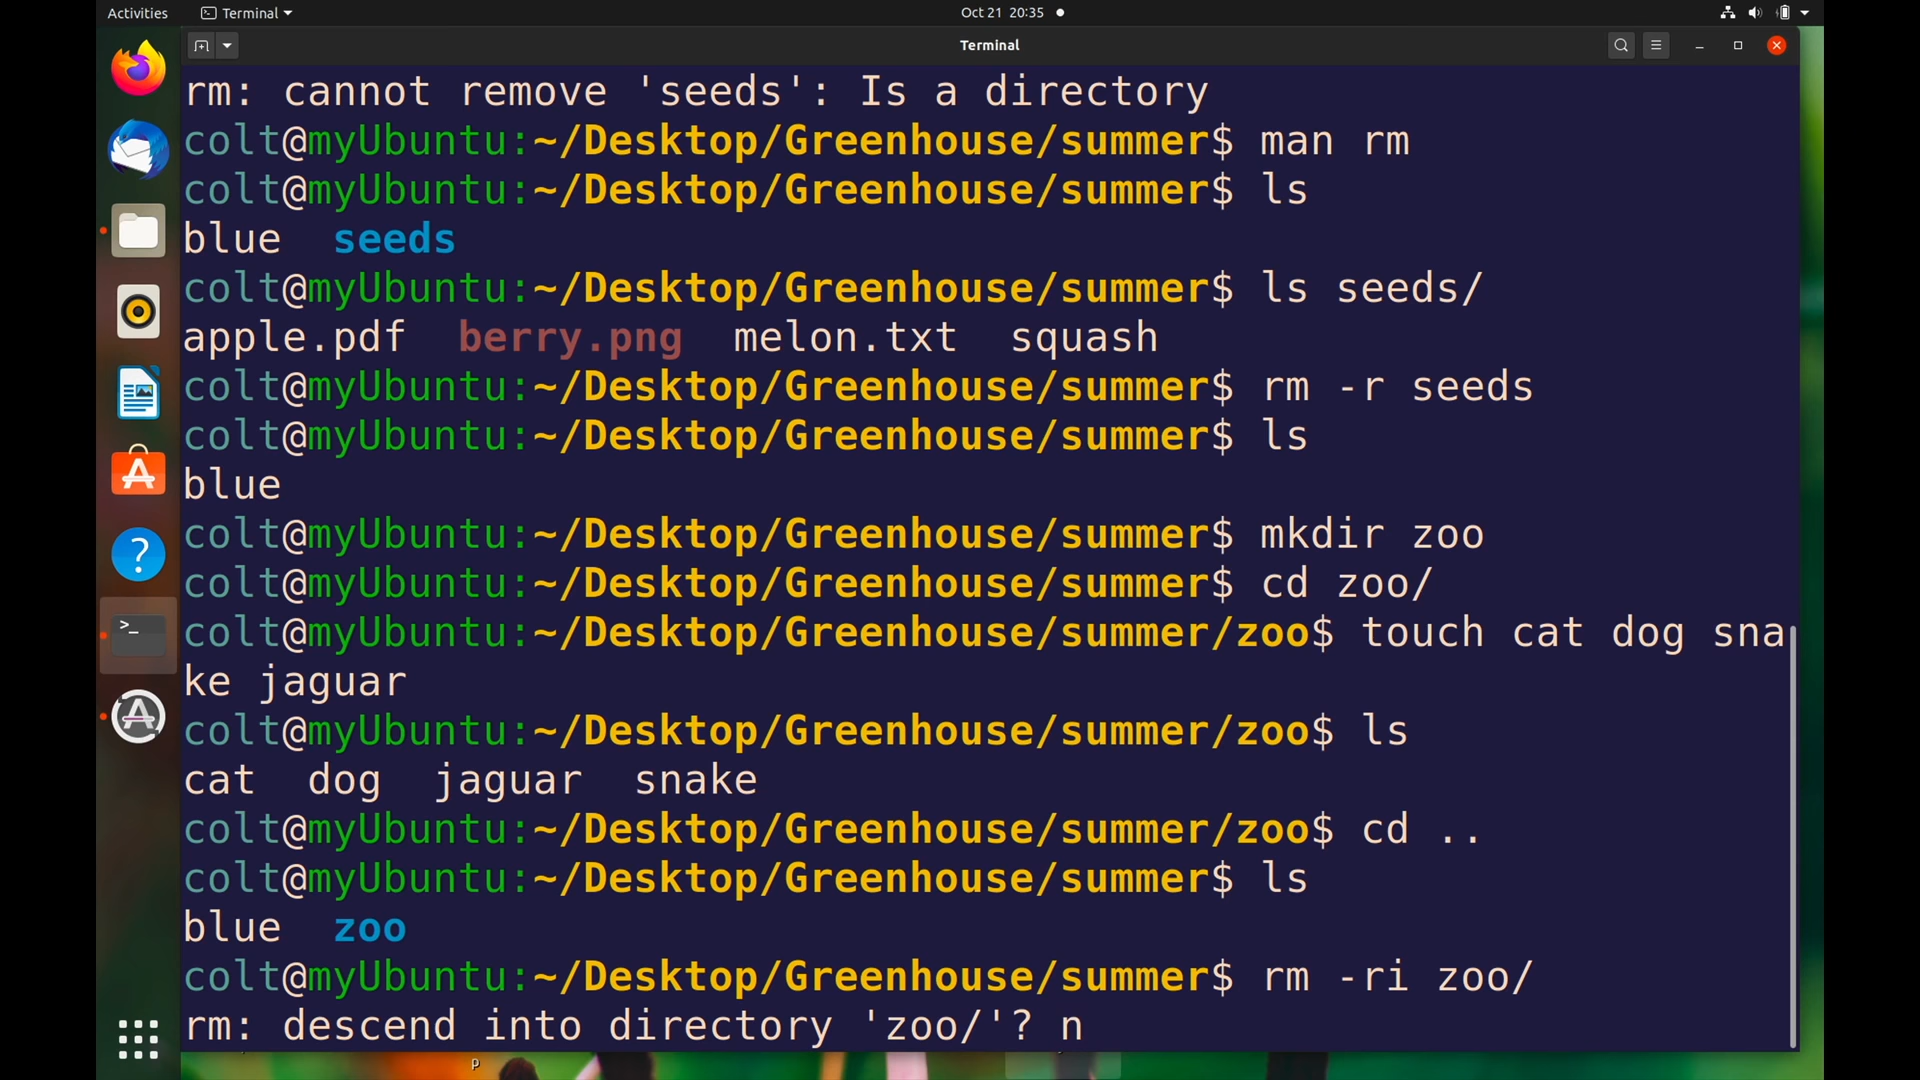 Activities Terminal Oct 21 20:35
Terminal
rm: cannot remove 'seeds': Is a directory
colt@myUbuntu:~/Desktop/Greenhouse/summer$ man rm
colt@myUbuntu:~/Desktop/Greenhouse/summer$ ls
blue seeds
colt@myUbuntu:~/Desktop/Greenhouse/summer$ ls seeds/
apple.pdf berry.png melon.txt squash
colt@myUbuntu:~/Desktop/Greenhouse/summer$ rm -r seeds
colt@myUbuntu:~/Desktop/Greenhouse/summer$ ls
blue
colt@myUbuntu:~/Desktop/Greenhouse/summer$ mkdir zoo
colt@myUbuntu:~/Desktop/Greenhouse/summer$ cd zoo/
colt@myUbuntu:~/Desktop/Greenhouse/summer/zoo$ touch cat dog sna
ke jaguar
colt@myUbuntu:~/Desktop/Greenhouse/summer/zoo$ ls
cat dog jaguar snake
colt@myUbuntu:~/Desktop/Greenhouse/summer/zoo$ cd ..
colt@myUbuntu:~/Desktop/Greenhouse/summer$ ls
blue zoo
colt@myUbuntu:~/Desktop/Greenhouse/summer$ rm -ri zoo/
rm: descend into directory 'zoo/'? n